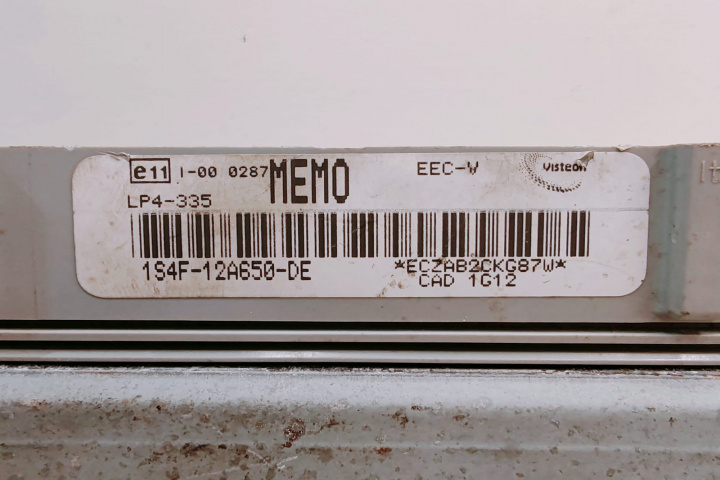 e11 I-00 0287 MEMO EEC-V Visteon
LP4-335
1S4F-12A650-DE *ECZAB2CKG87W*
CAD 1G12